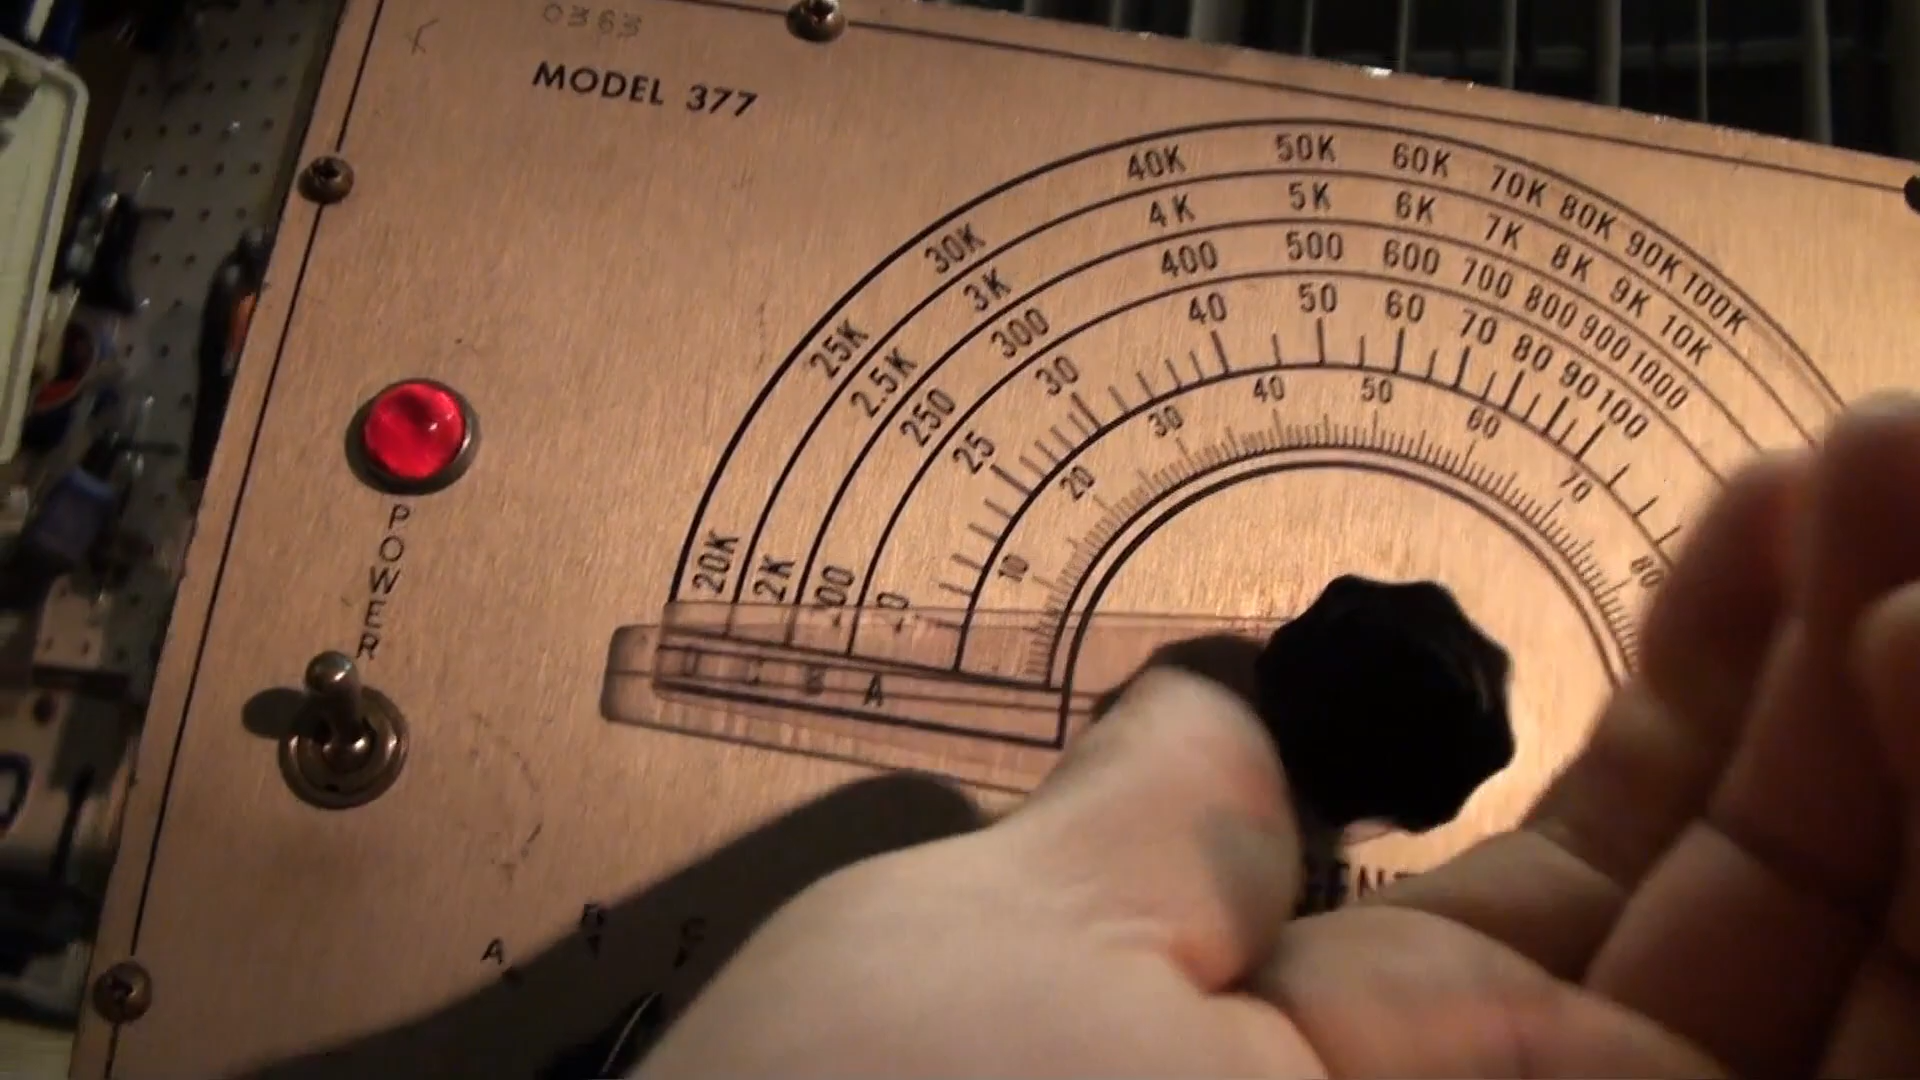 0363
MODEL 377
20K 25K 30K 40K 50K 60K 70K 80K 90K 100K
2K 2.5K 3K 4K 5K 6K 7K 8K 9K 10K
250 300 400 500 600 700 800 900 1000
25 30 40 50 60 70 80 90 100
10 20 30 40 50 60 70 80
POWER
A
A